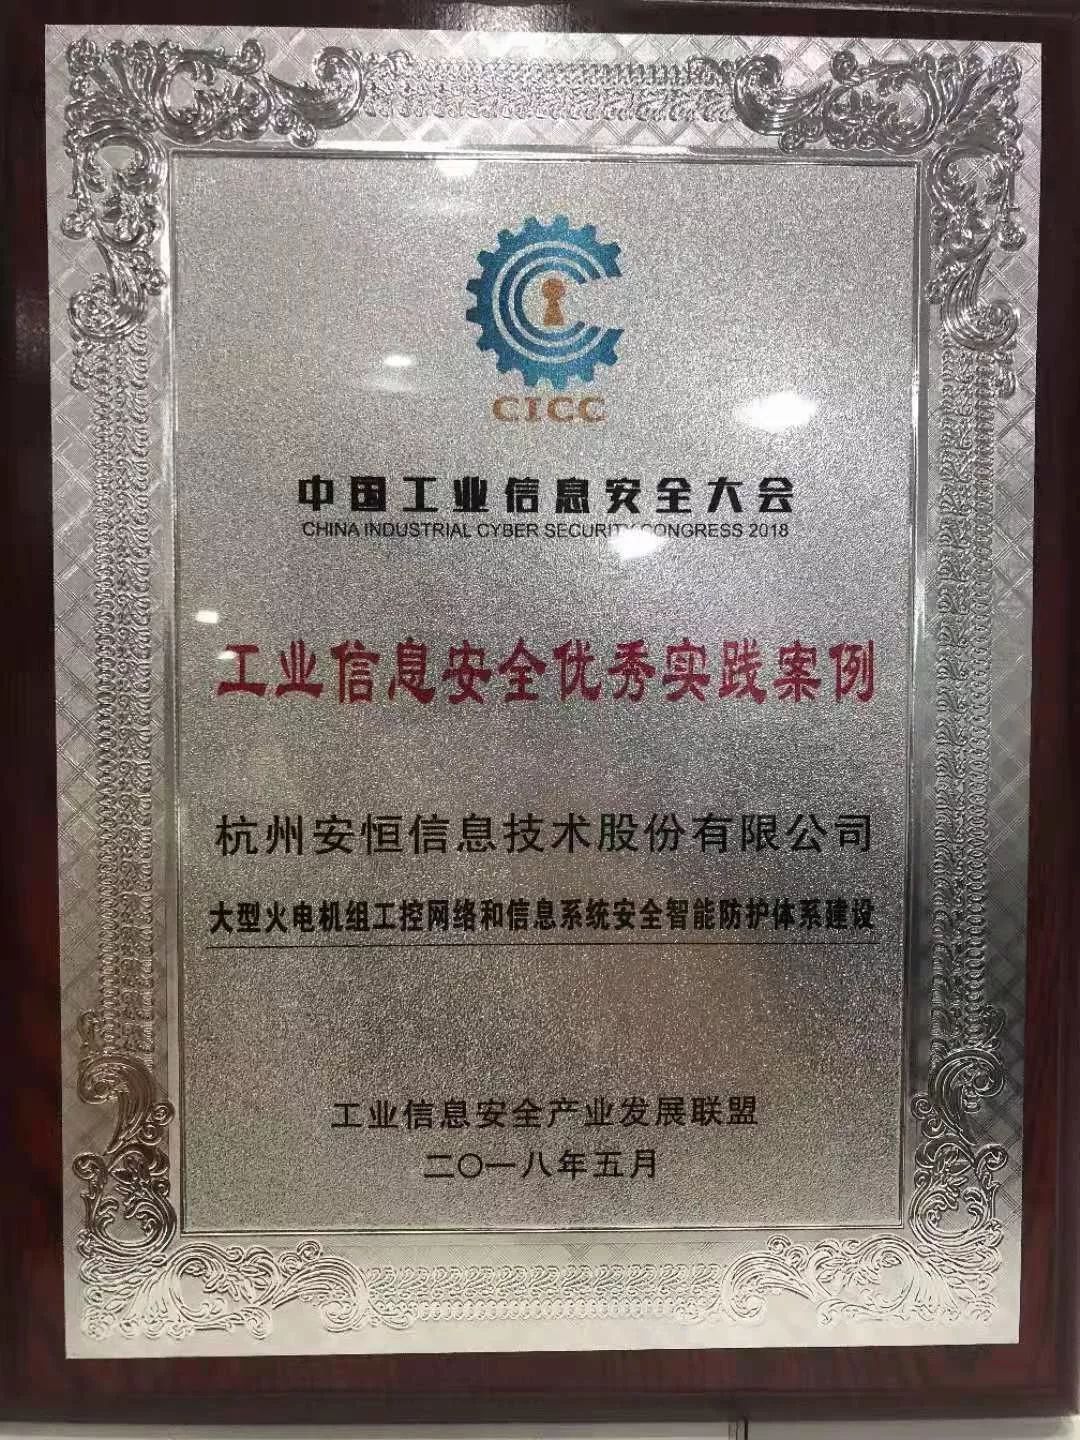 CICC
中国工业信息安全大会
CHINA INDUSTRIAL CYBER SECURITY CONGRESS 2018
工业信息安全优秀实践案例
杭州安恒信息技术股份有限公司
大型火电机组工控网络和信息系统安全智能防护体系建设
工业信息安全产业发展联盟
二〇一八年五月